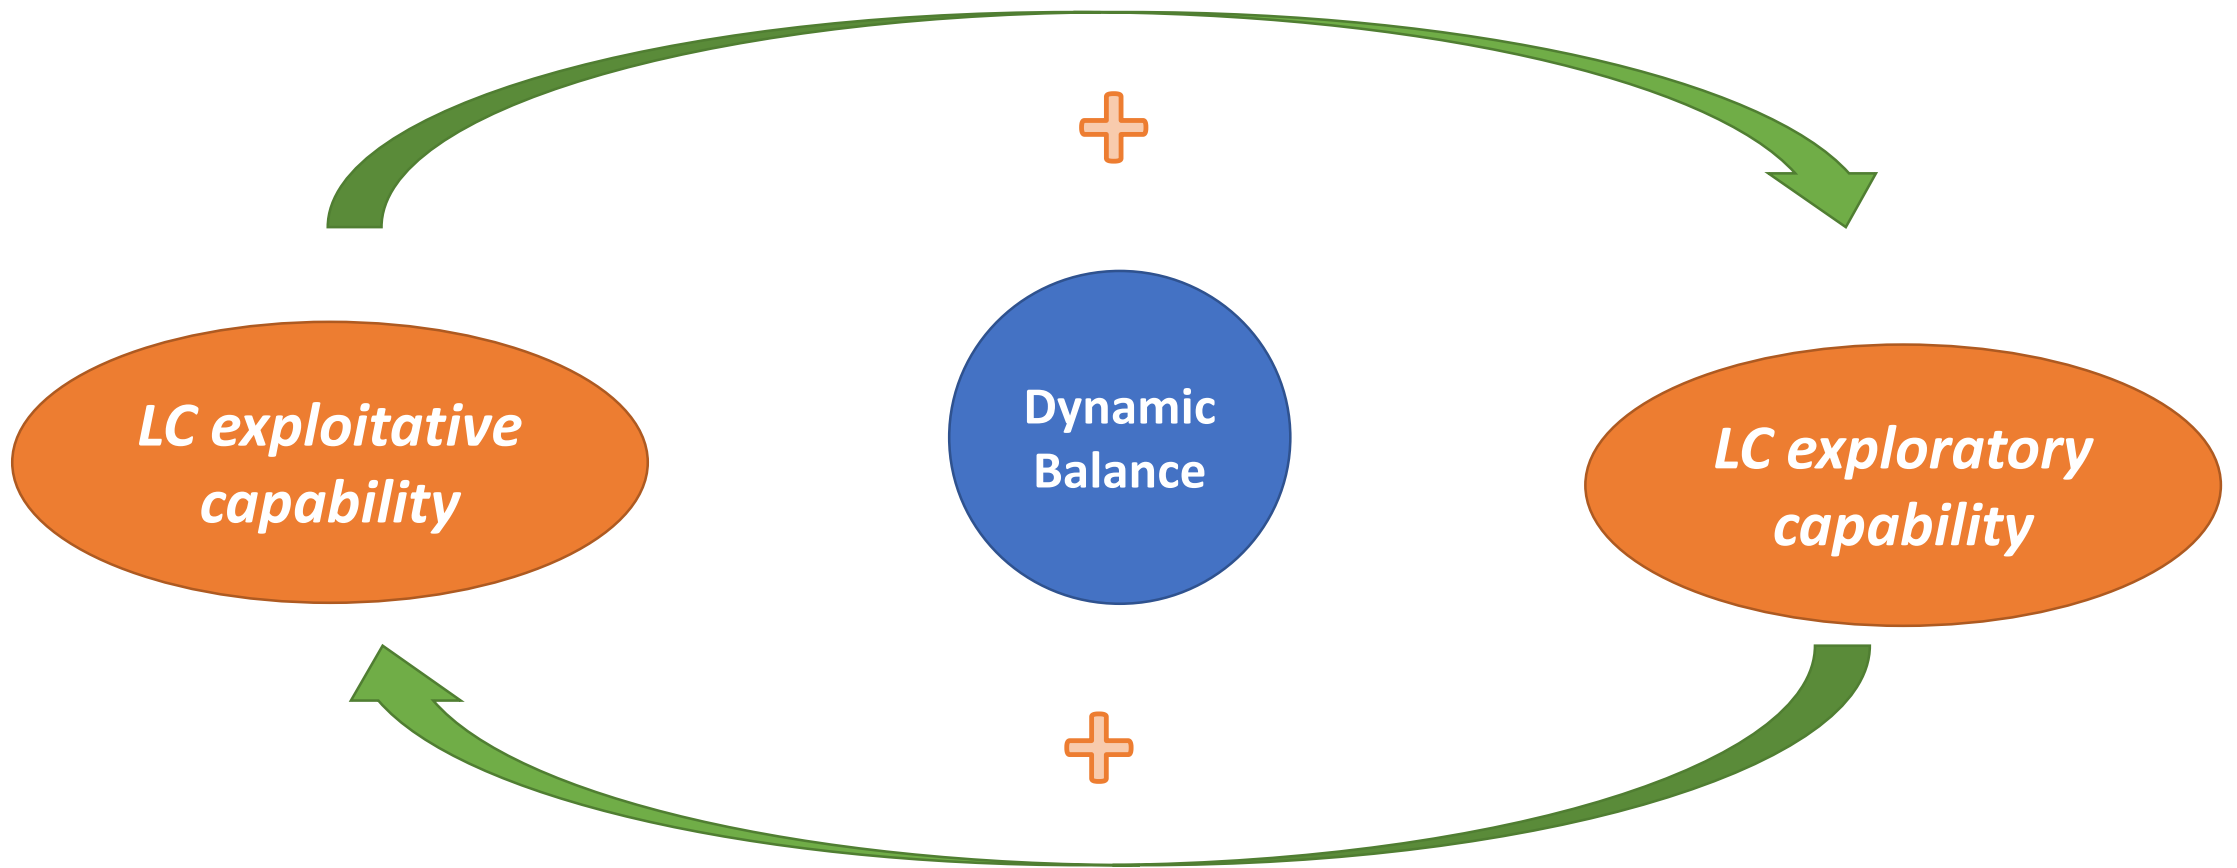 LC exploitative
capability
Dynamic
Balance
LC exploratory
capability